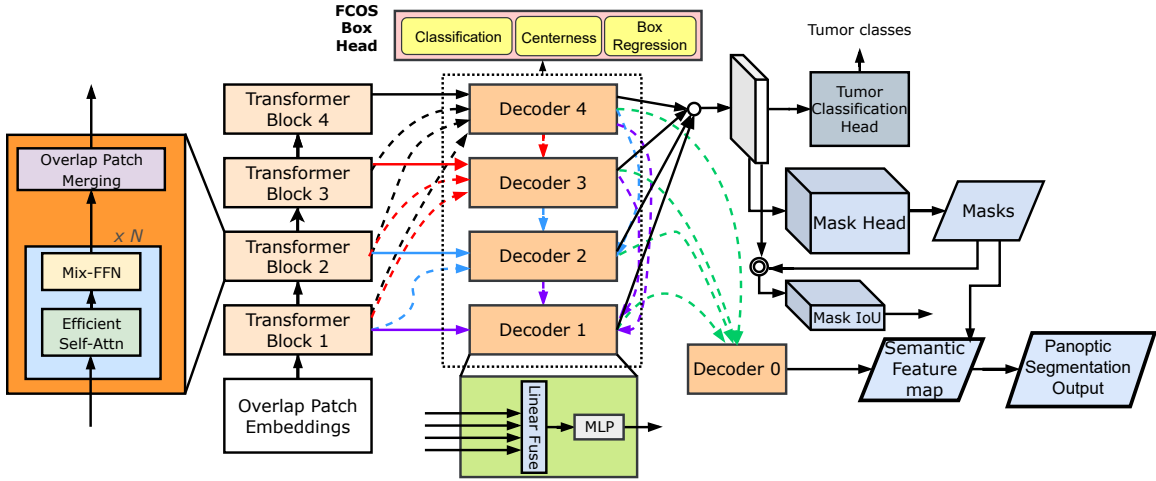 FCOS
Box
Head
Classification
Centerness
Box
Regression
Tumor classes
Transformer
Block 4
Decoder 4
Tumor
Classification
Head
Overlap Patch
Merging
Transformer
Block 3
Decoder 3
Mask Head
Masks
x N
Mix-FFN
Transformer
Block 2
Decoder 2
Efficient
Self-Attn
Transformer
Block 1
Decoder 1
Mask IoU
Decoder 0
Semantic
Feature
map
Panoptic
Segmentation
Output
Overlap Patch
Embeddings
Linear Fuse
MLP